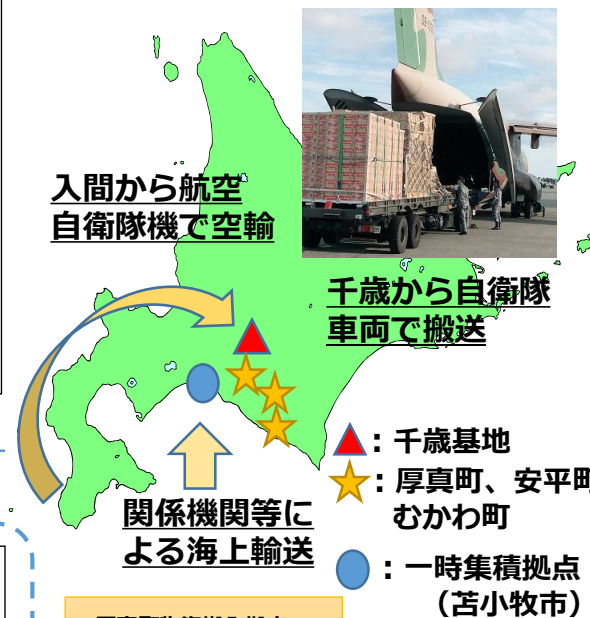 入間から航空
自衛隊機で空輸
千歳から自衛隊
車両で搬送
:千歳基地
:厚真町、安平町
むかわ町
関係機関等に
よる海上輸送
:一時集積拠点
(苫小牧市)